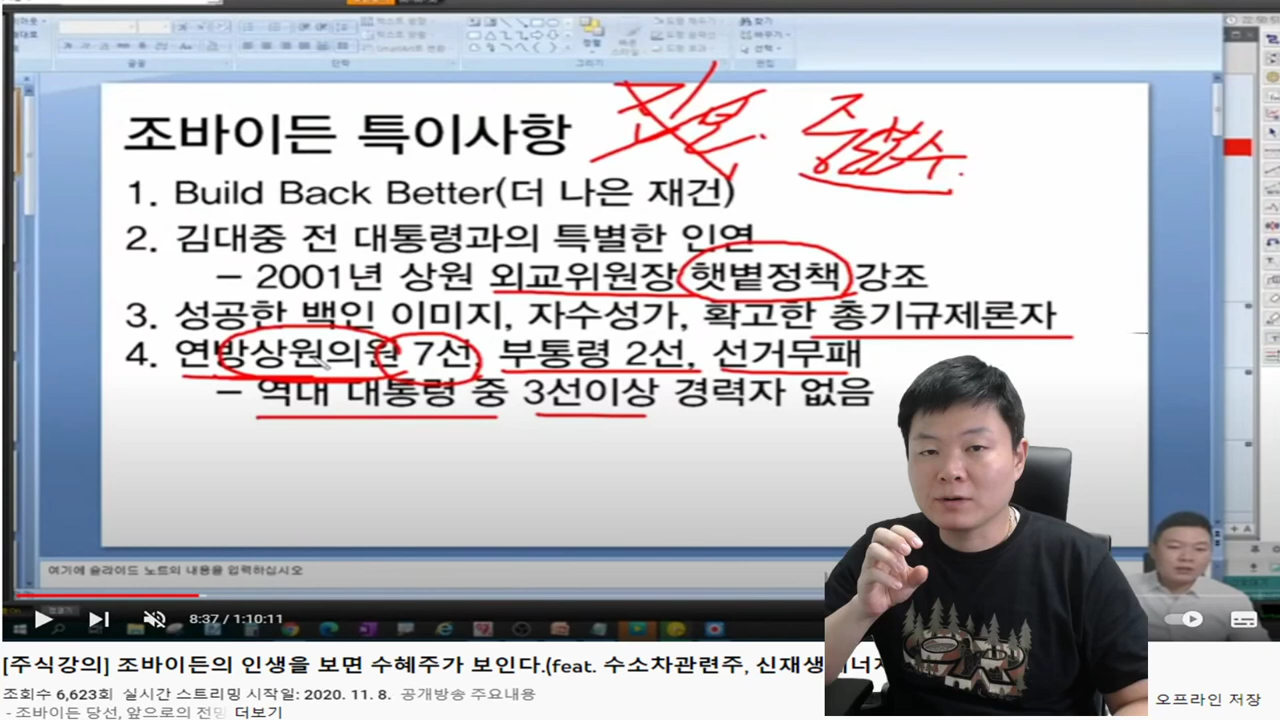 조바이든 특이사항
중보수.
1. Build Back Better(더 나은 재건)
2. 김대중 전 대통령과의 특별한 인연
– 2001년 상원 외교위원장 햇볕정책 강조
3. 성공한 백인 이미지, 자수성가, 확고한 총기규제론자
4. 연방상원의원 7선, 부통령 2선, 선거무패
– 역대 대통령 중 3선이상 경력자 없음
여기에 슬라이드 노트의 내용을 입력하십시오
8:37 / 1:10:11
[주식강의] 조바이든의 인생을 보면 수혜주가 보인다.(feat. 수소차관련주, 신재생
조회수 6,623회 실시간 스트리밍 시작일: 2020. 11. 8. 공개방송 주요내용
오프라인 저장
- 조바이든 당선, 앞으로의 전망 더보기